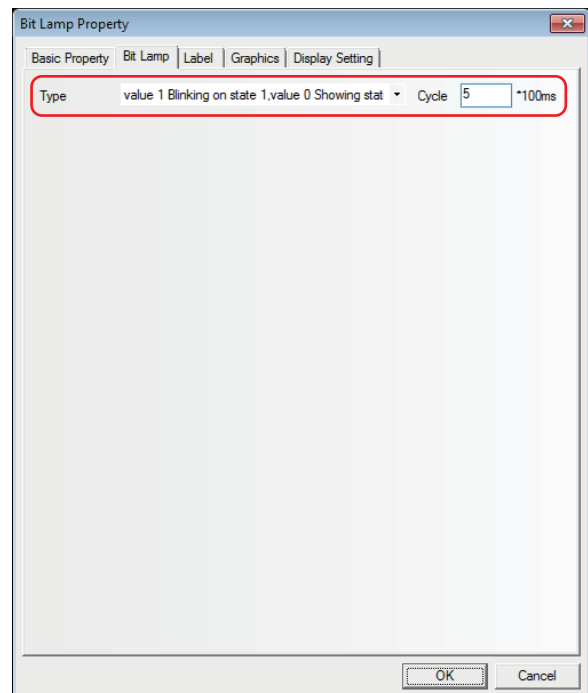 Bit Lamp Property
Basic Property Bit Lamp Label Graphics Display Setting
Type value 1 Blinking on state 1,value 0 Showing stat Cycle 5 *100ms
OK Cancel